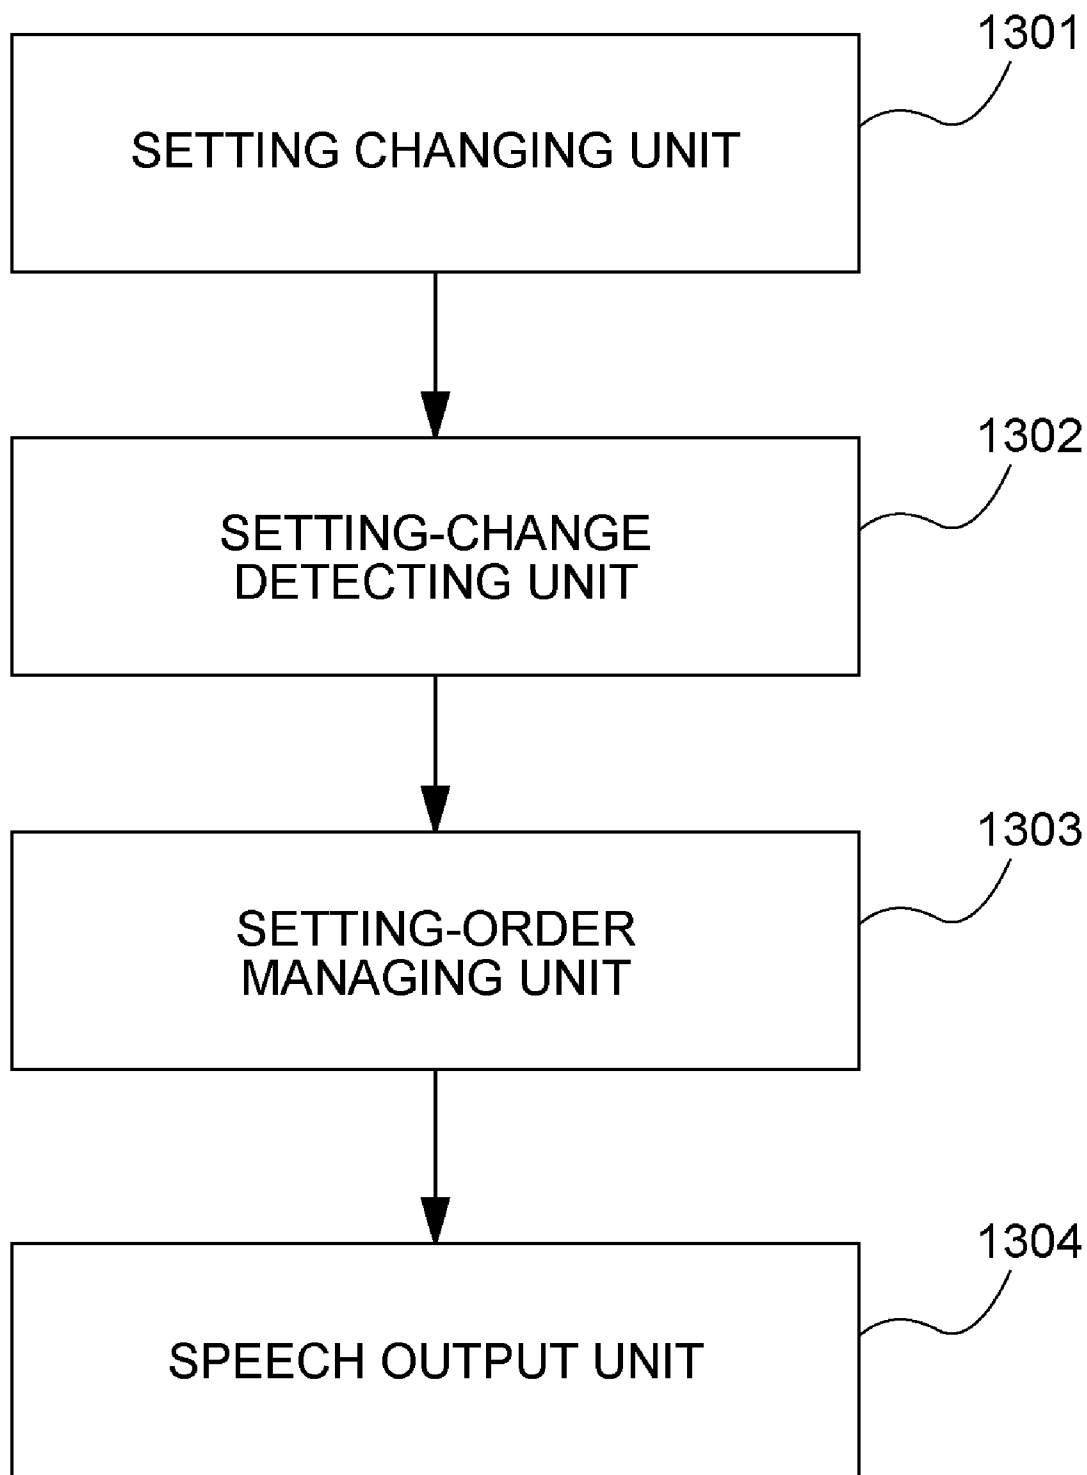 1301
SETTING CHANGING UNIT
1302
SETTING-CHANGE
DETECTING UNIT
1303
SETTING-ORDER
MANAGING UNIT
1304
SPEECH OUTPUT UNIT